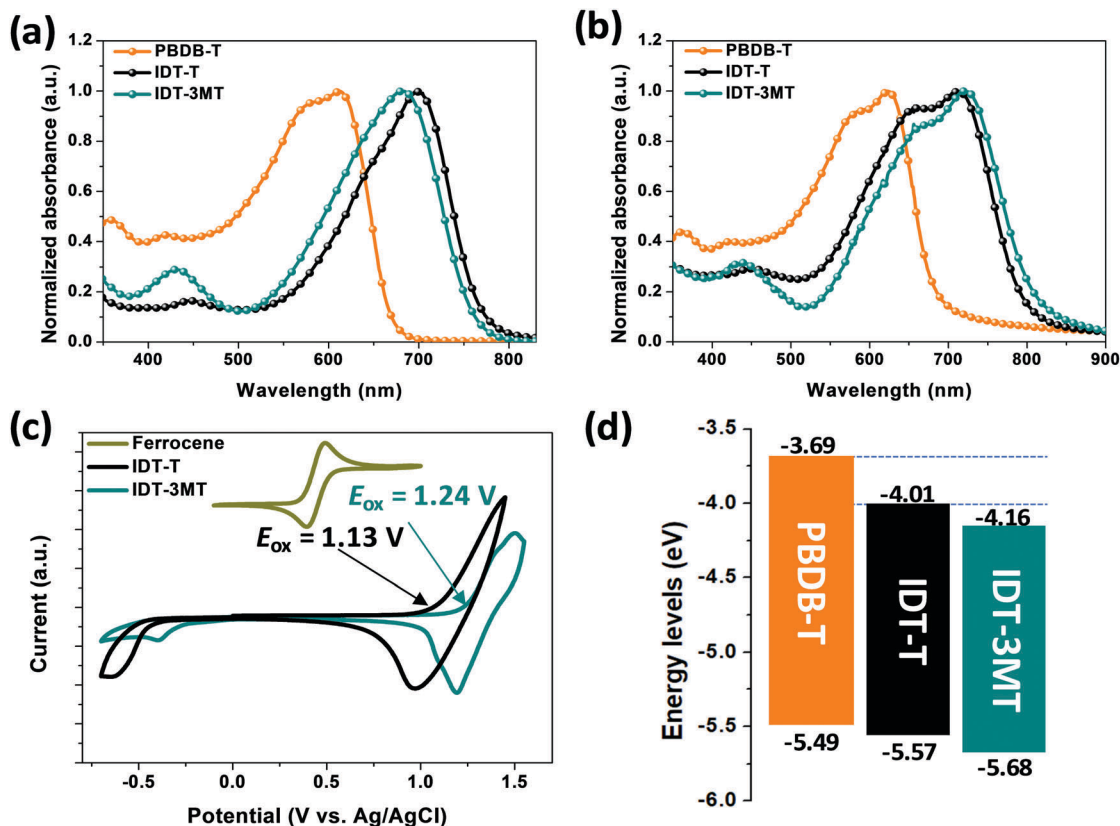 (a)
PBDB-T
IDT-T
IDT-3MT
Normalized absorbance (a.u.)
1.2
1.0
0.8
0.6
0.4
0.2
0.0
400 500 600 700 800
Wavelength (nm)
(b)
PBDB-T
IDT-T
IDT-3MT
Normalized absorbance (a.u.)
1.2
1.0
0.8
0.6
0.4
0.2
0.0
400 500 600 700 800 900
Wavelength (nm)
(c)
Ferrocene
IDT-T
IDT-3MT
Eox = 1.24 V
Eox = 1.13 V
Current (a.u.)
-0.5 0.0 0.5 1.0 1.5
Potential (V vs. Ag/AgCl)
(d)
Energy levels (eV)
-3.5
-4.0
-4.5
-5.0
-5.5
-6.0
-3.69
PBDB-T
-5.49
-4.01
IDT-T
-5.57
-4.16
IDT-3MT
-5.68